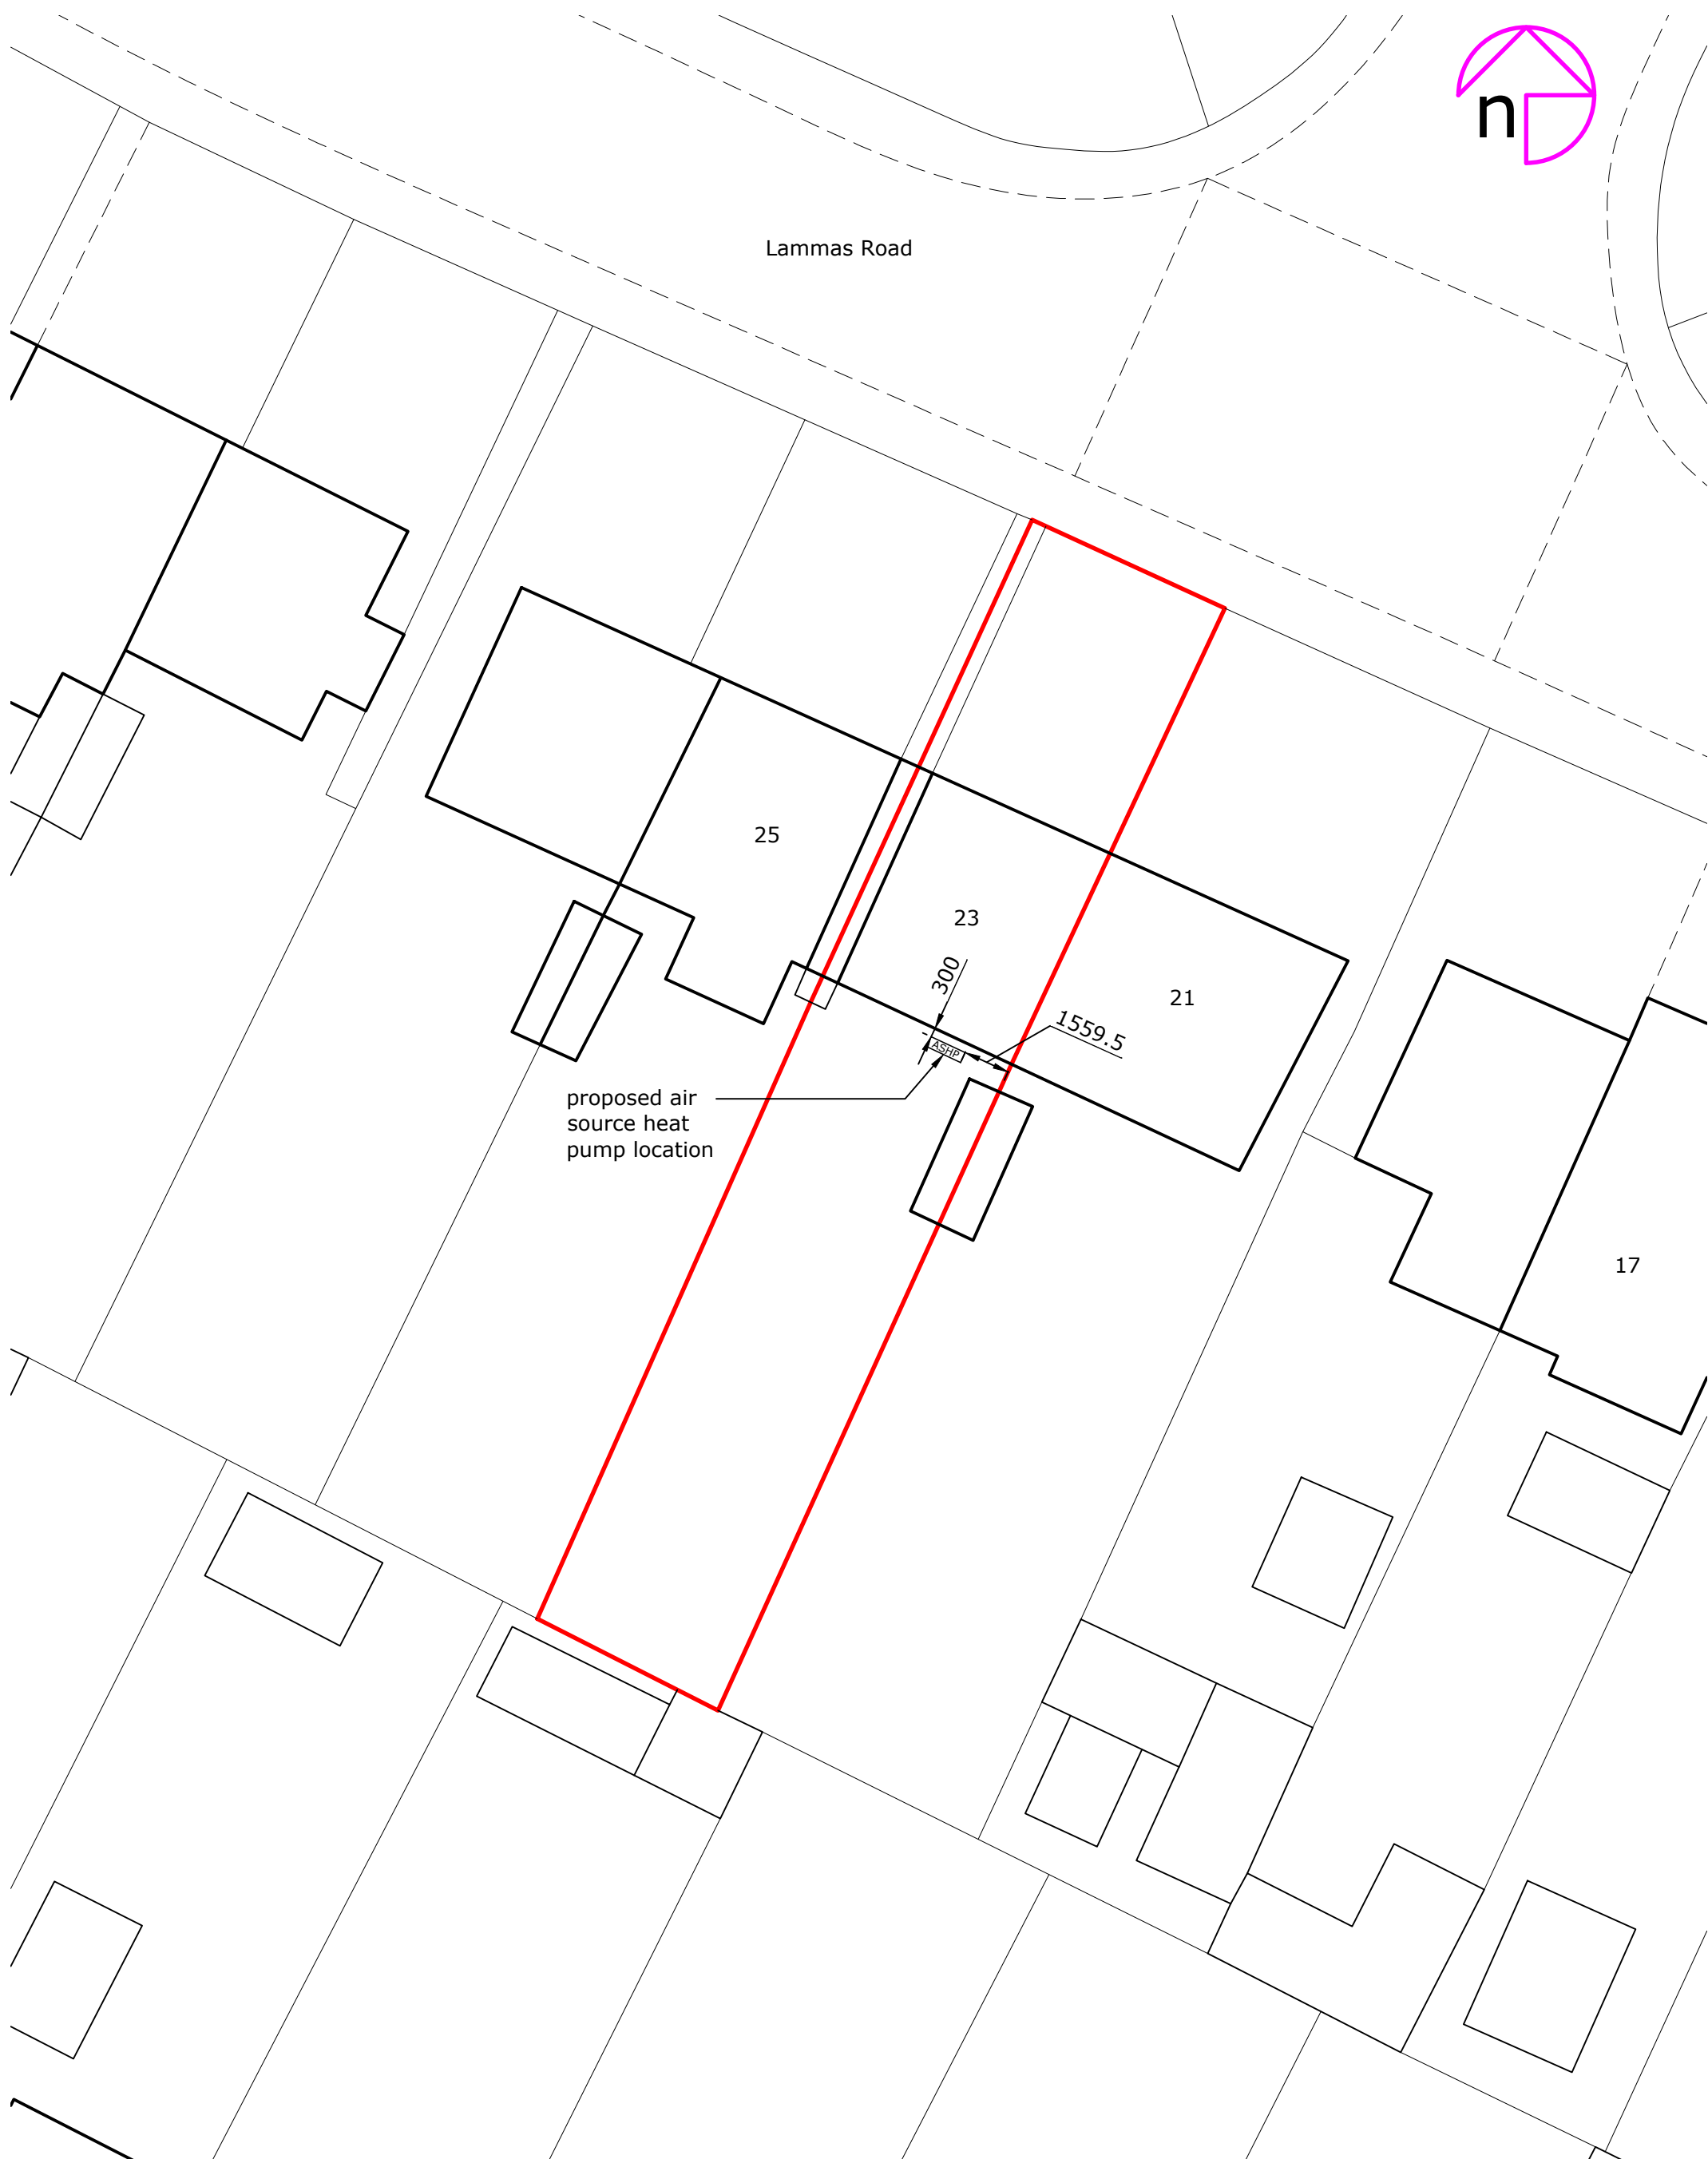 n
Lammas Road
25
23
300
21
1559.5
ASHP
proposed air
source heat
pump location
17